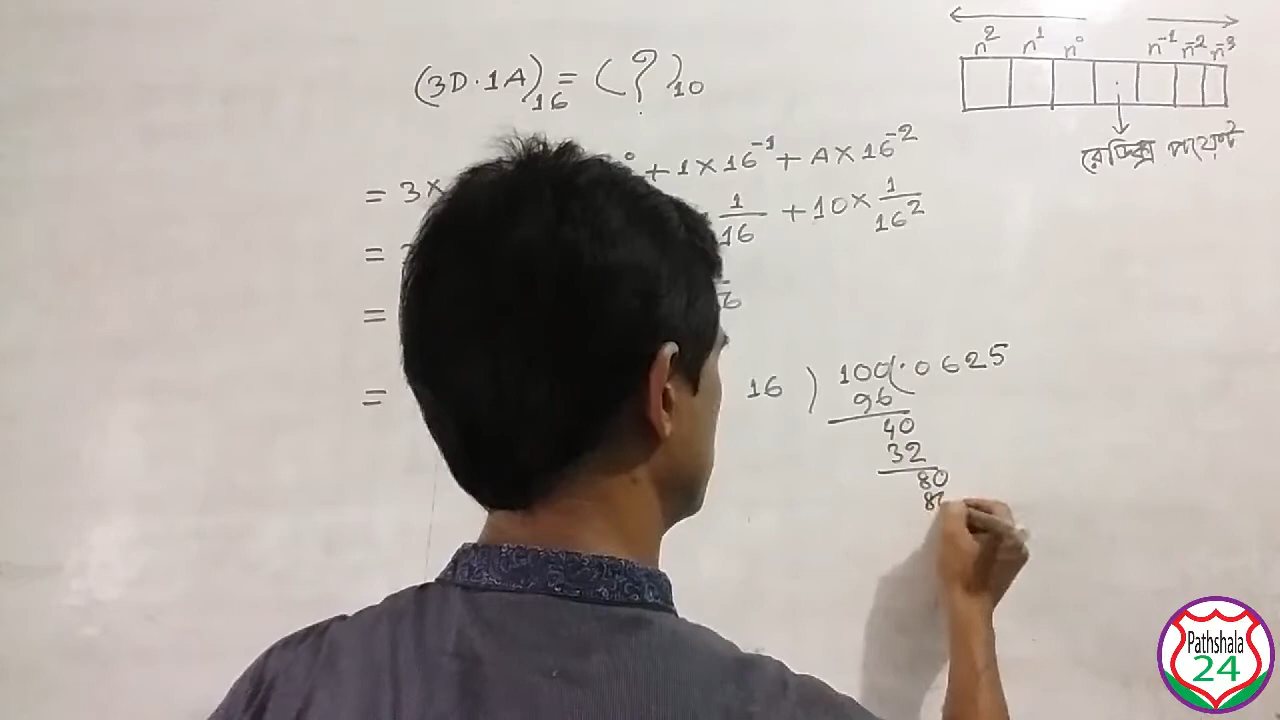 (3D.1A)₁₆ = (?)₁₀
n² n¹ n⁰ n⁻¹ n⁻² n⁻³
.
রেডিক্স পয়েন্ট
= 3× ⁰ + 1×16⁻¹ + A×16⁻²
= 1/16 + 10× 1/16²
=
=
16 ) 100(.0625
96
40
32
80
8
Pathshala
24